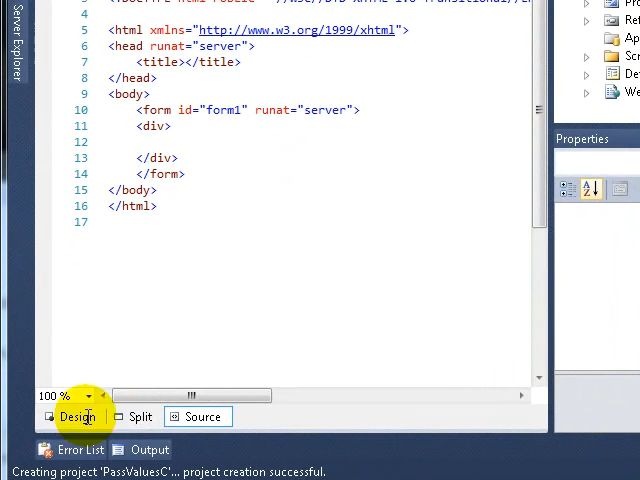 Server Explorer
4
5 <html xmlns="http://www.w3.org/1999/xhtml">
6 <head runat="server">
7 <title></title>
8 </head>
9 <body>
10 <form id="form1" runat="server">
11 <div>
12
13 </div>
14 </form>
15 </body>
16 </html>
17
Properties
100 %
Design Split Source
Error List Output
Creating project 'PassValuesC'... project creation successful.